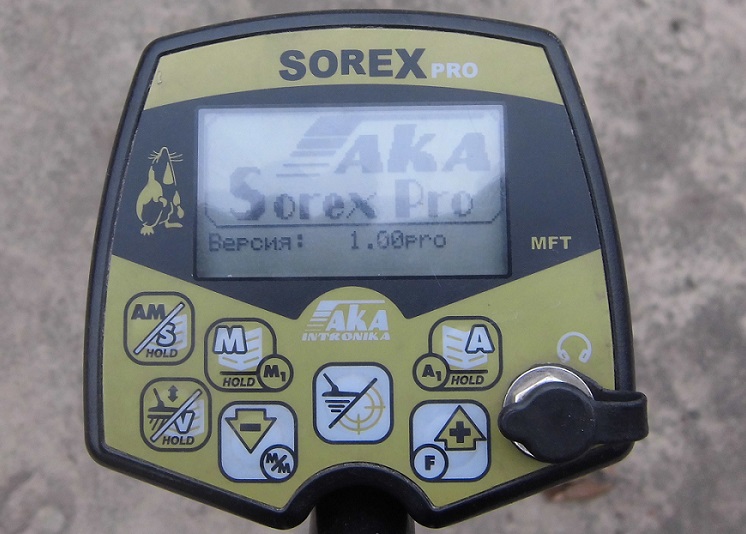 SOREX PRO
AKA
Sorex Pro
Версия: 1.00pro
MFT
AKA
INTRONIKA
AM
S
HOLD
M
HOLD M1
A
A1 HOLD
V
HOLD
M/M
F